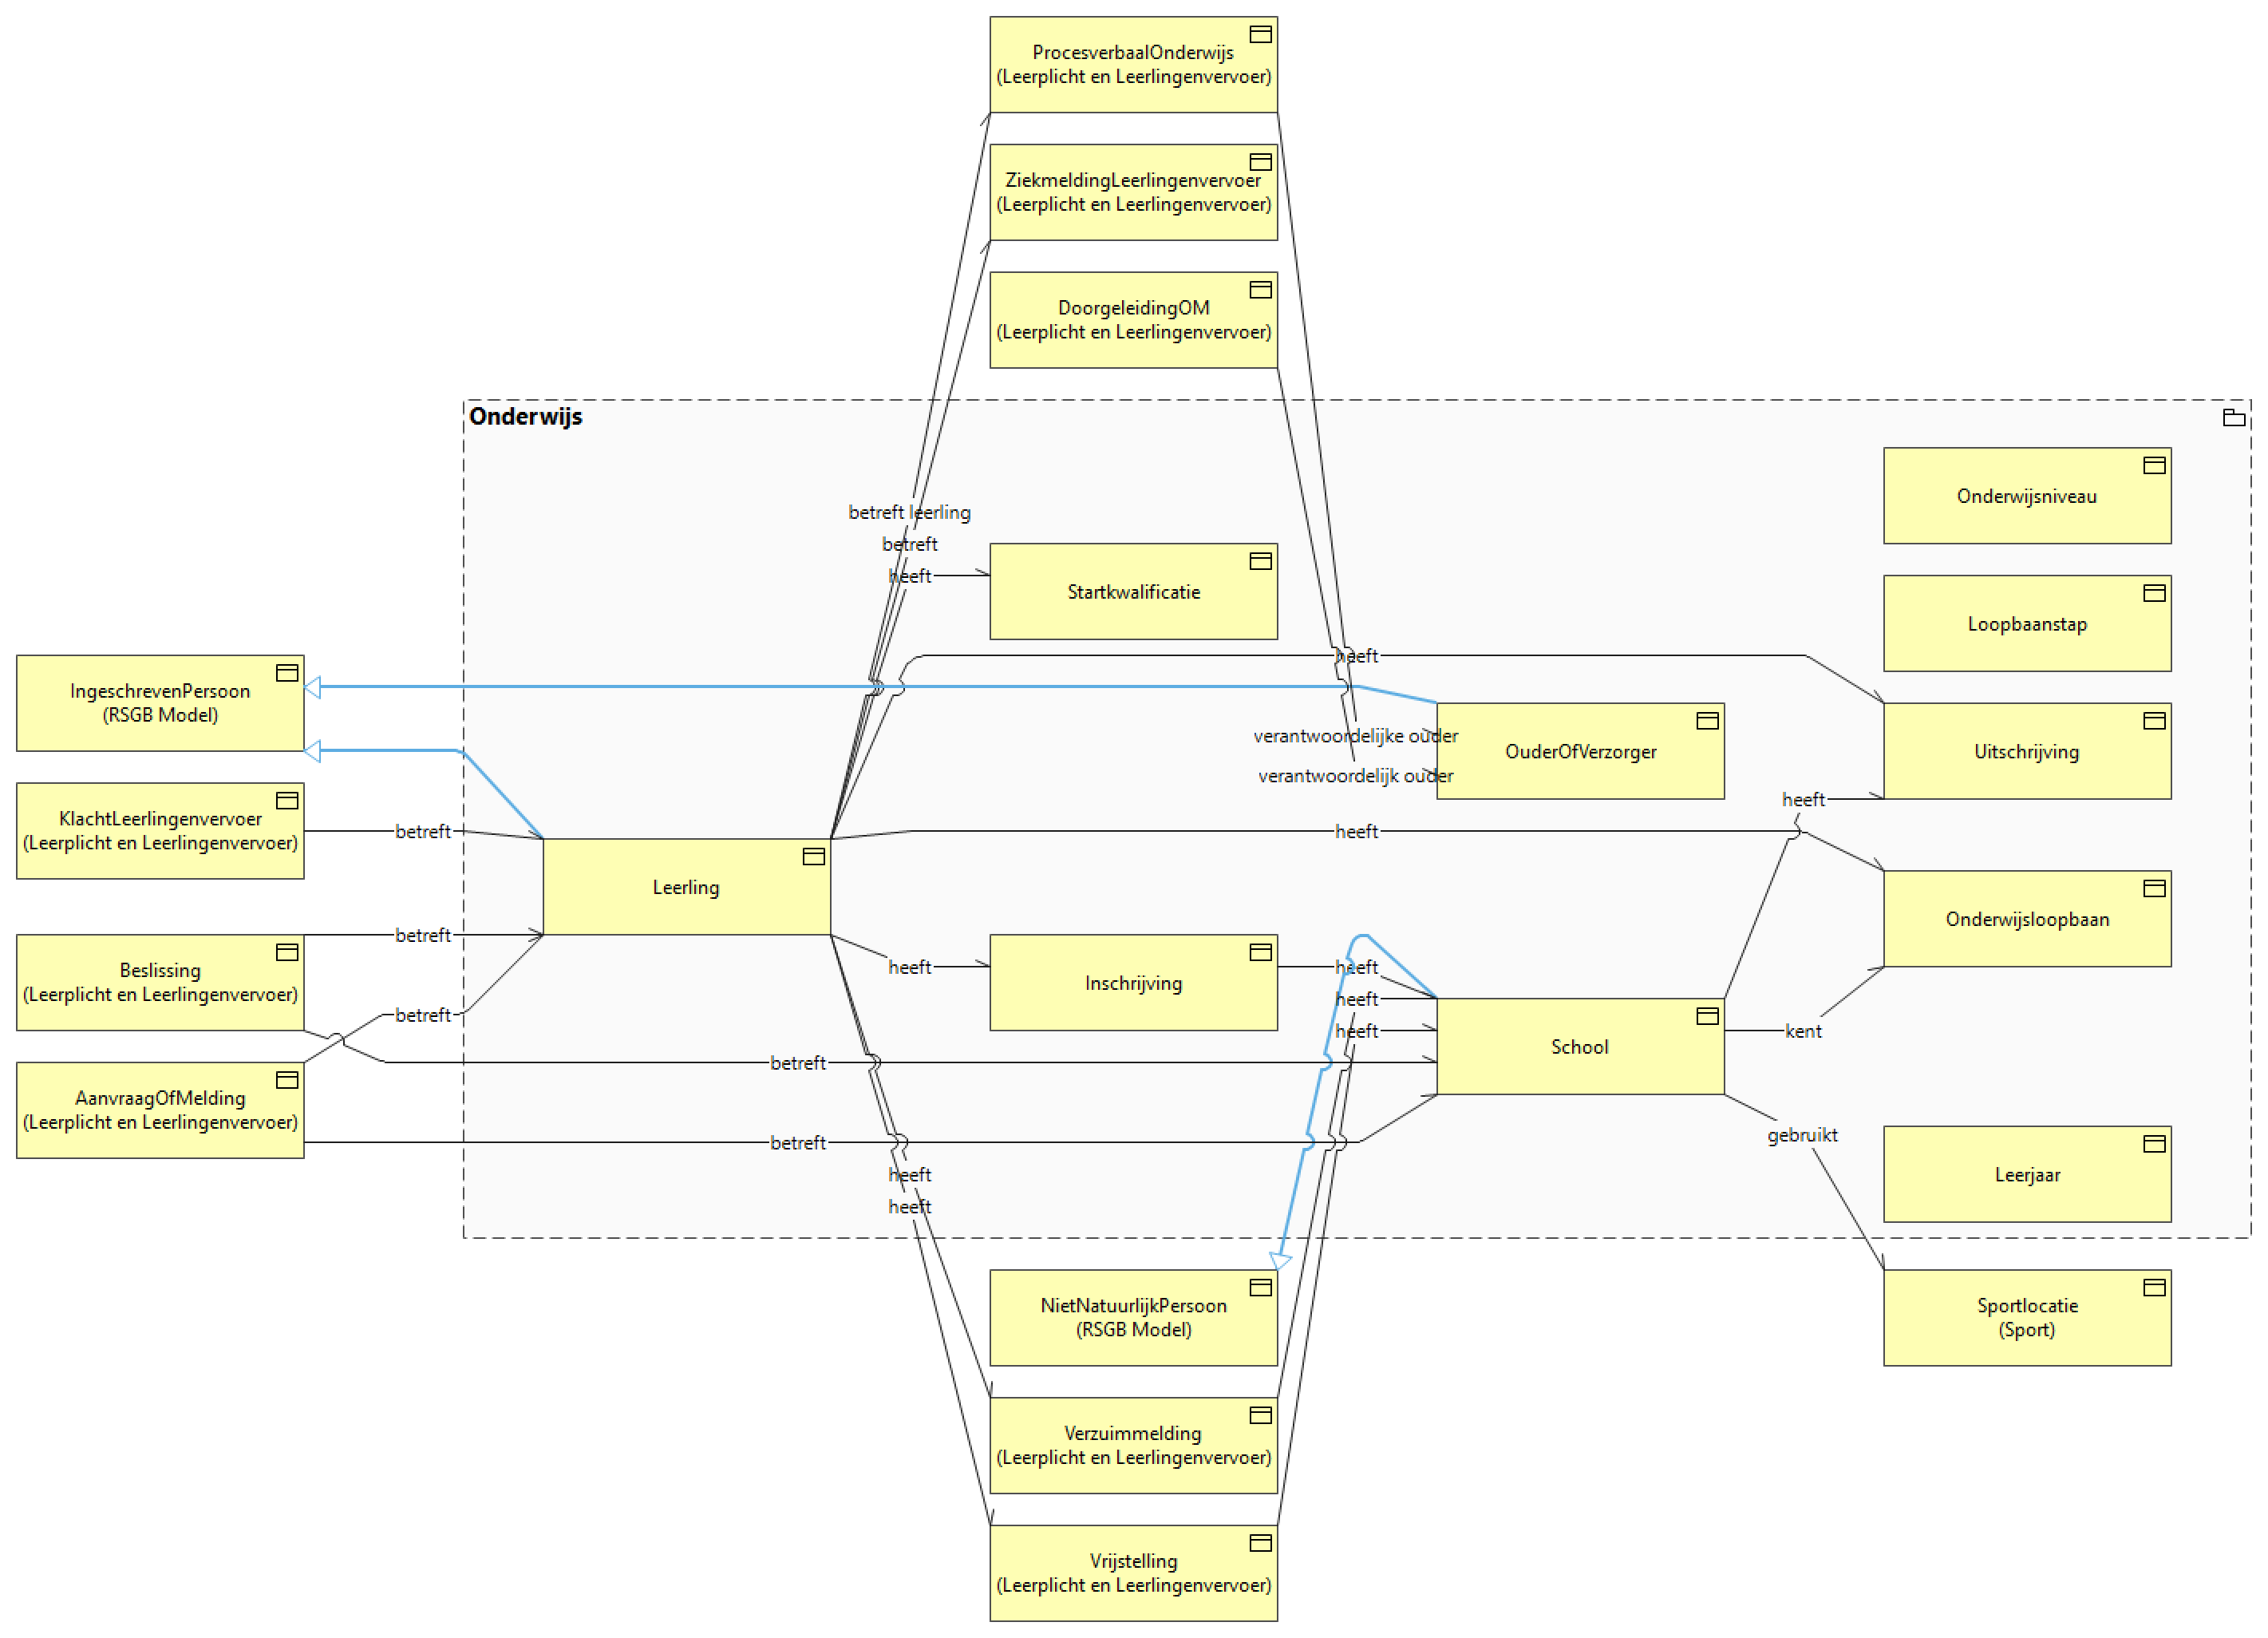 ProcesverbaalOnderwijs
(Leerplicht en Leerlingenvervoer)
ZiekmeldingLeerlingenvervoer
(Leerplicht en Leerlingenvervoer)
DoorgeleidingOM
(Leerplicht en Leerlingenvervoer)
Onderwijs
Onderwijsniveau
betreft leerling
betreft
heeft
Startkwalificatie
Loopbaanstap
heeft
IngeschrevenPersoon
(RSGB Model)
verantwoordelijke ouder
verantwoordelijk ouder
OuderOfVerzorger
Uitschrijving
heeft
KlachtLeerlingenvervoer
(Leerplicht en Leerlingenvervoer)
betreft
heeft
Leerling
Onderwijsloopbaan
betreft
Beslissing
(Leerplicht en Leerlingenvervoer)
heeft
Inschrijving
heeft
heeft
heeft
betreft
School
kent
betreft
AanvraagOfMelding
(Leerplicht en Leerlingenvervoer)
betreft
gebruikt
heeft
heeft
Leerjaar
NietNatuurlijkPersoon
(RSGB Model)
Sportlocatie
(Sport)
Verzuimmelding
(Leerplicht en Leerlingenvervoer)
Vrijstelling
(Leerplicht en Leerlingenvervoer)